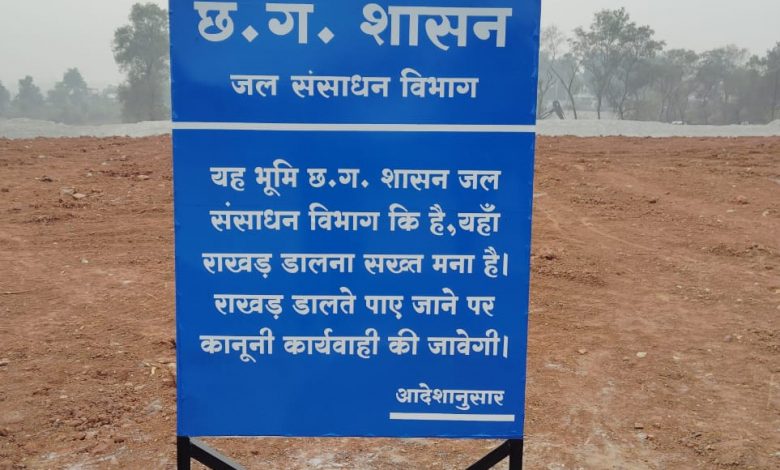 छ.ग. शासन
जल संसाधन विभाग
यह भूमि छ.ग. शासन जल
संसाधन विभाग कि है,यहाँ
राखड़ डालना सख्त मना है।
राखड़ डालते पाए जाने पर
कानूनी कार्यवाही की जावेगी।
आदेशानुसार